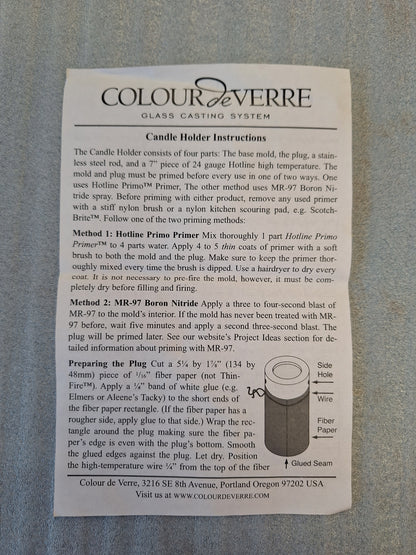 COLOUR de VERRE
GLASS CASTING SYSTEM
Candle Holder Instructions
The Candle Holder consists of four parts: The base mold, the plug, a stain-
less steel rod, and a 7" piece of 24 gauge Hotline high temperature. The
mold and plug must be primed before every use in one of two ways. One
uses Hotline Primo™ Primer, The other method uses MR-97 Boron Ni-
tride spray. Before priming with either product, remove any used primer
with a stiff nylon brush or a nylon kitchen scouring pad, e.g. Scotch-
Brite™. Follow one of the two priming methods:
Method 1: Hotline Primo Primer Mix thoroughly 1 part Hotline Primo
Primer™ to 4 parts water. Apply 4 to 5 thin coats of primer with a soft
brush to both the mold and the plug. Make sure to keep the primer thor-
oughly mixed every time the brush is dipped. Use a hairdryer to dry every
coat. It is not necessary to pre-fire the mold, however, it must be com-
pletely dry before filling and firing.
Method 2: MR-97 Boron Nitride Apply a three to four-second blast of
MR-97 to the mold's interior. If the mold has never been treated with MR-
97 before, wait five minutes and apply a second three-second blast. The
plug will be primed later. See our website's Project Ideas section for de-
tailed information about priming with MR-97.
Preparing the Plug Cut a 5¼ by 1⅞" (134 by
48mm) piece of 1/16" fiber paper (not Thin-
Fire™). Apply a ¼" band of white glue (e.g.
Elmers or Aleene's Tacky) to the short ends
of the fiber paper rectangle. (If the fiber paper has a
rougher side, apply glue to that side.) Wrap the rec-
tangle around the plug making sure the fiber pa-
per's edge is even with the plug's bottom. Smooth
the glued edges against the plug. Let dry. Position
the high-temperature wire ¼" from the top of the fiber
Side
Hole
Wire
Fiber
Paper
Glued Seam
Colour de Verre, 3216 SE 8th Avenue, Portland Oregon 97202 USA
Visit us at WWW.COLOURDEVERRE.COM